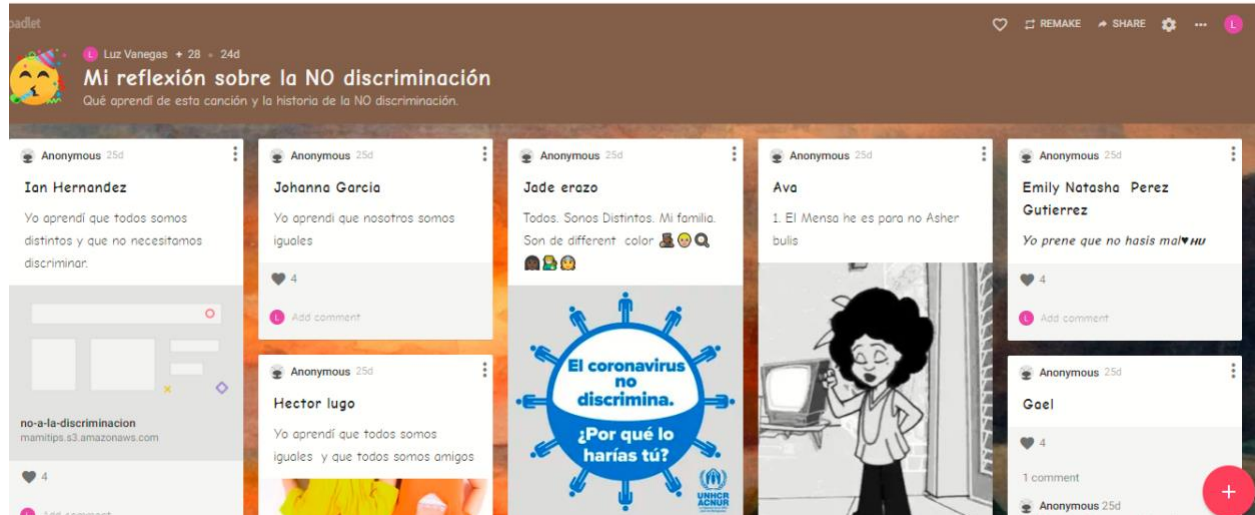 padlet
REMAKE
SHARE
L
L Luz Vanegas + 28 • 24d
Mi reflexión sobre la NO discriminación
Qué aprendí de esta canción y la historia de la NO discriminación.
Anonymous 25d
Ian Hernandez
Yo aprendí que todos somos
distintos y que no necesitamos
discriminar.
no-a-la-discriminacion
mamitips.s3.amazonaws.com
4
Add comment
Anonymous 25d
Johanna Garcia
Yo aprendi que nosotros somos
iguales
4
L Add comment
Anonymous 25d
Hector lugo
Yo aprendí que todos somos
iguales y que todos somos amigos
Anonymous 25d
Jade erazo
Todos. Sonos Distintos. Mi familia.
Son de different color
El coronavirus
no
discrimina.
¿Por qué lo
harías tú?
UNHCR
ACNUR
Anonymous 25d
Ava
1. El Mensa he es para no Asher
bulis
Anonymous 25d
Emily Natasha Perez
Gutierrez
Yo prene que no hasis mal♥HU
4
L Add comment
Anonymous 25d
Gael
4
1 comment
Anonymous 25d